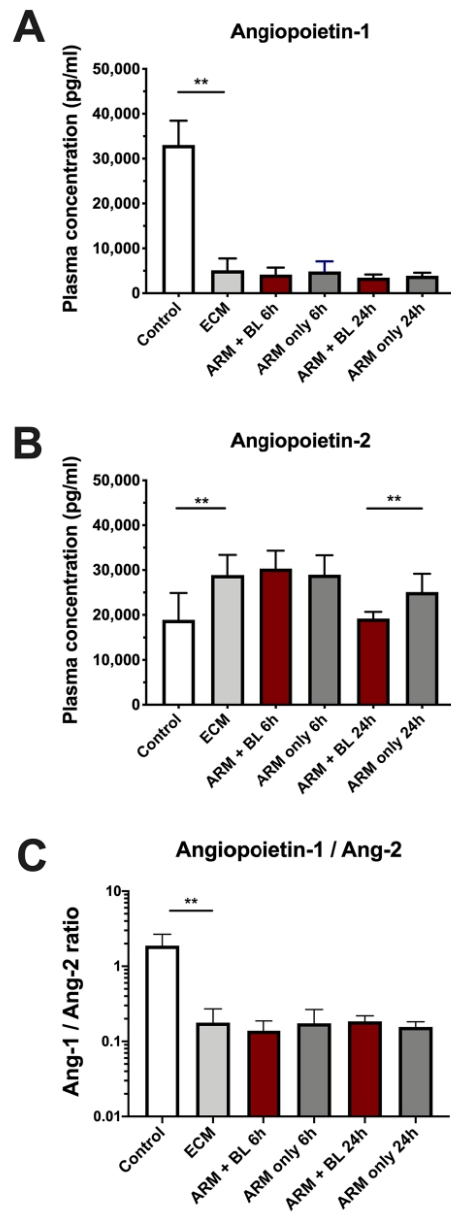 A
Angiopoietin-1
Plasma concentration (pg/ml)
50,000
40,000
30,000
20,000
10,000
0
**
Control
ECM
ARM + BL 6h
ARM only 6h
ARM + BL 24h
ARM only 24h
B
Angiopoietin-2
Plasma concentration (pg/ml)
50,000
40,000
30,000
20,000
10,000
0
**
**
Control
ECM
ARM + BL 6h
ARM only 6h
ARM + BL 24h
ARM only 24h
C
Angiopoietin-1 / Ang-2
Ang-1 / Ang-2 ratio
10
1
0.1
0.01
**
Control
ECM
ARM + BL 6h
ARM only 6h
ARM + BL 24h
ARM only 24h